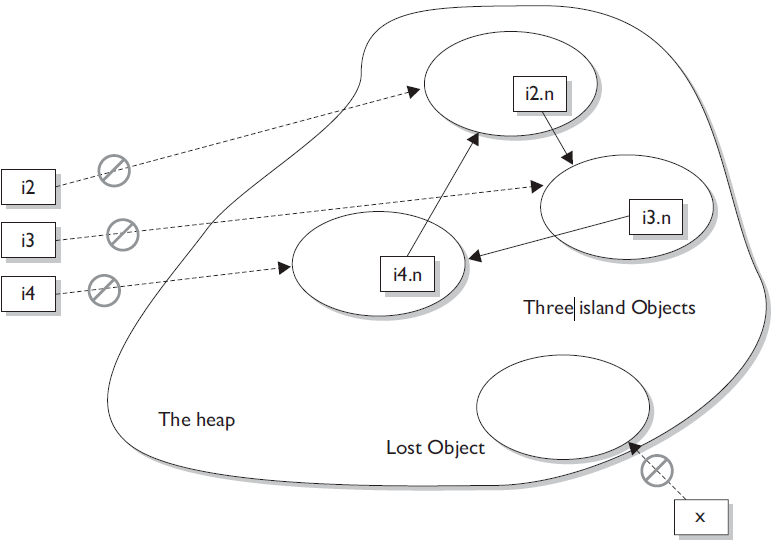 i2.n
i2
i3.n
i3
i4.n
i4
Three island Objects
The heap
Lost Object
x